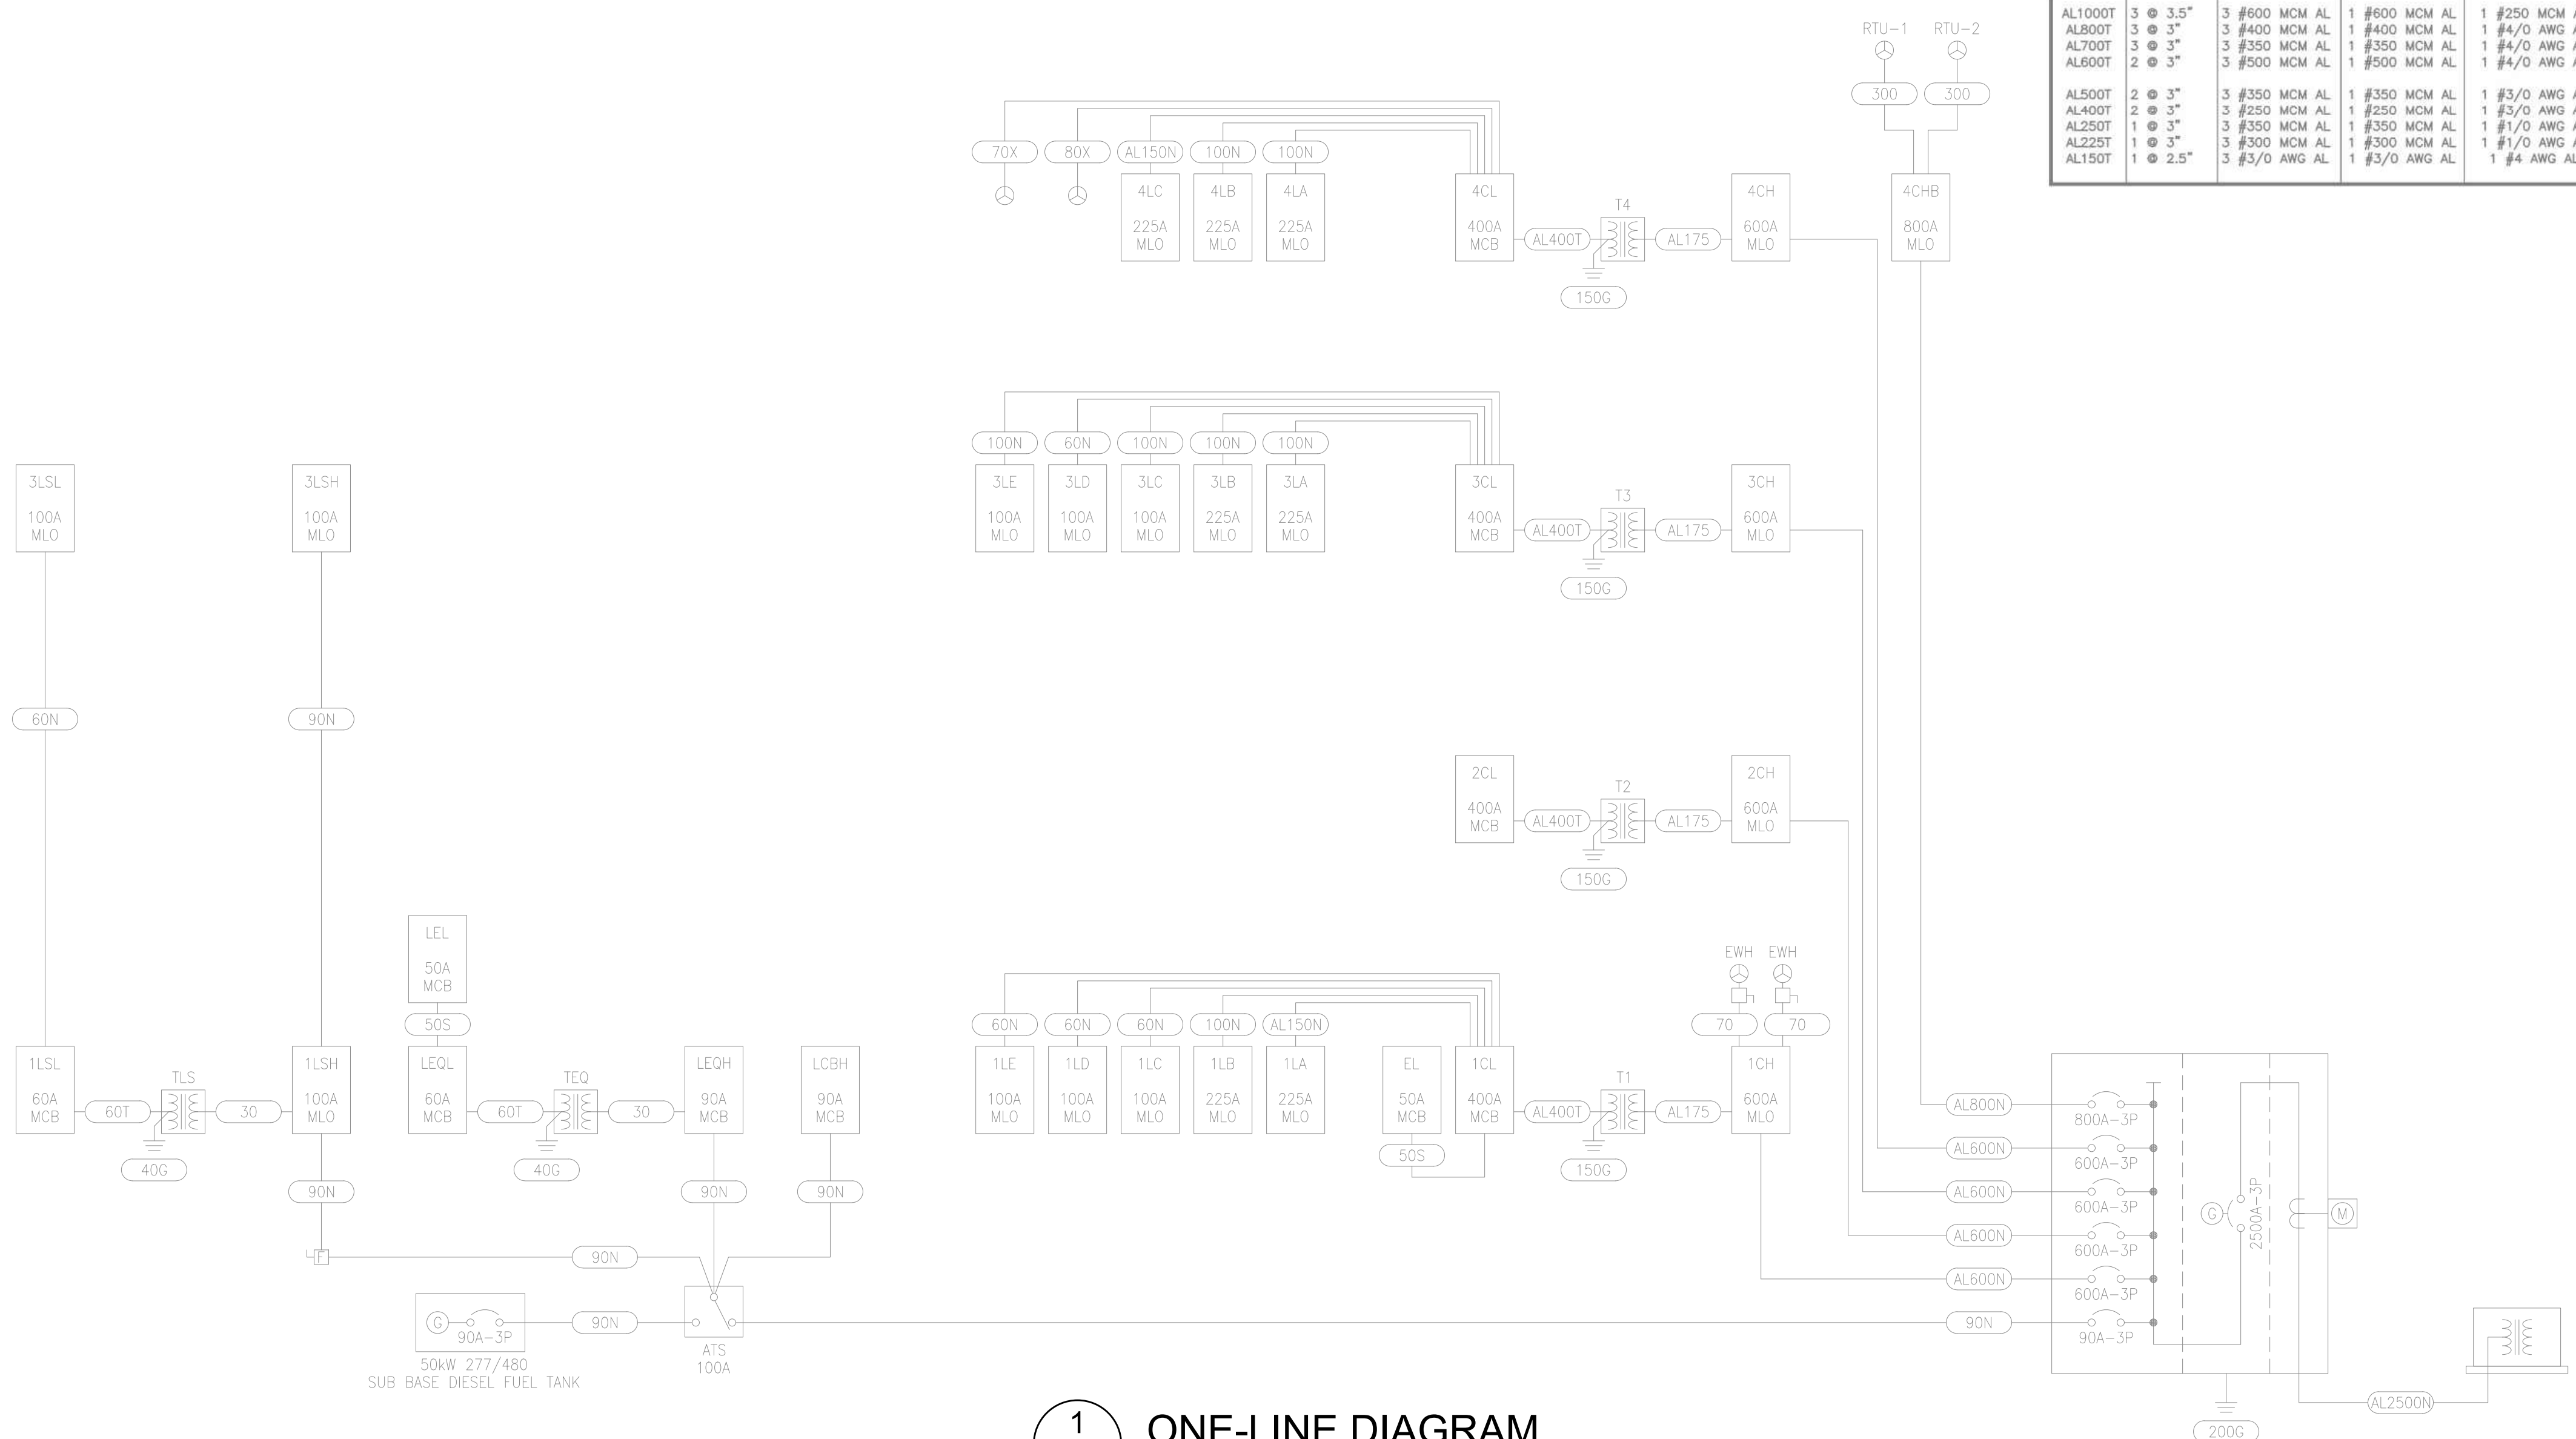 AL1000T 3 @ 3.5" 3 #600 MCM AL 1 #600 MCM AL 1 #250 MCM
AL800T 3 @ 3" 3 #400 MCM AL 1 #400 MCM AL 1 #4/0 AWG
AL700T 3 @ 3" 3 #350 MCM AL 1 #350 MCM AL 1 #4/0 AWG
AL600T 2 @ 3" 3 #500 MCM AL 1 #500 MCM AL 1 #4/0 AWG
AL500T 2 @ 3" 3 #350 MCM AL 1 #350 MCM AL 1 #3/0 AWG
AL400T 2 @ 3" 3 #250 MCM AL 1 #250 MCM AL 1 #3/0 AWG
AL250T 1 @ 3" 3 #350 MCM AL 1 #350 MCM AL 1 #1/0 AWG
AL225T 1 @ 3" 3 #300 MCM AL 1 #300 MCM AL 1 #1/0 AWG
AL150T 1 @ 2.5" 3 #3/0 AWG AL 1 #3/0 AWG AL 1 #4 AWG AL
RTU-1 RTU-2
300 300
70X 80X AL150N 100N 100N
4LC 4LB 4LA 4CL 4CH 4CHB
T4
225A 225A 225A 400A 600A 800A
MLO MLO MLO MCB MLO MLO
AL400T AL175
150G
100N 60N 100N 100N 100N
3LSL 3LSH 3LE 3LD 3LC 3LB 3LA 3CL 3CH
T3
100A 100A 100A 100A 100A 225A 225A 400A 600A
MLO MLO MLO MLO MLO MLO MLO MCB MLO
AL400T AL175
150G
60N 90N
2CL 2CH
T2
400A 600A
MCB MLO
AL400T AL175
150G
LEL
50A
MCB
EWH EWH
50S 60N 60N 60N 100N AL150N 70 70
1LSL 1LSH LEQL LEQH LCBH 1LE 1LD 1LC 1LB 1LA EL 1CL 1CH
TLS TEQ T1
60A 100A 60A 90A 90A 100A 100A 100A 225A 225A 50A 400A 600A
MCB MLO MCB MCB MCB MLO MLO MLO MLO MLO MCB MCB MLO
60T 30 60T 30 AL400T AL175
AL800N
800A-3P
AL600N
50S
600A-3P
40G 40G 150G
90N 90N 90N AL600N
600A-3P
G 2500A-3P M
AL600N
600A-3P
F 90N
AL600N
600A-3P
G 90N 90N
90A-3P 90A-3P
ATS
100A
50kW 277/480
SUB BASE DIESEL FUEL TANK
AL2500N
200G
1 ONE-LINE DIAGRAM